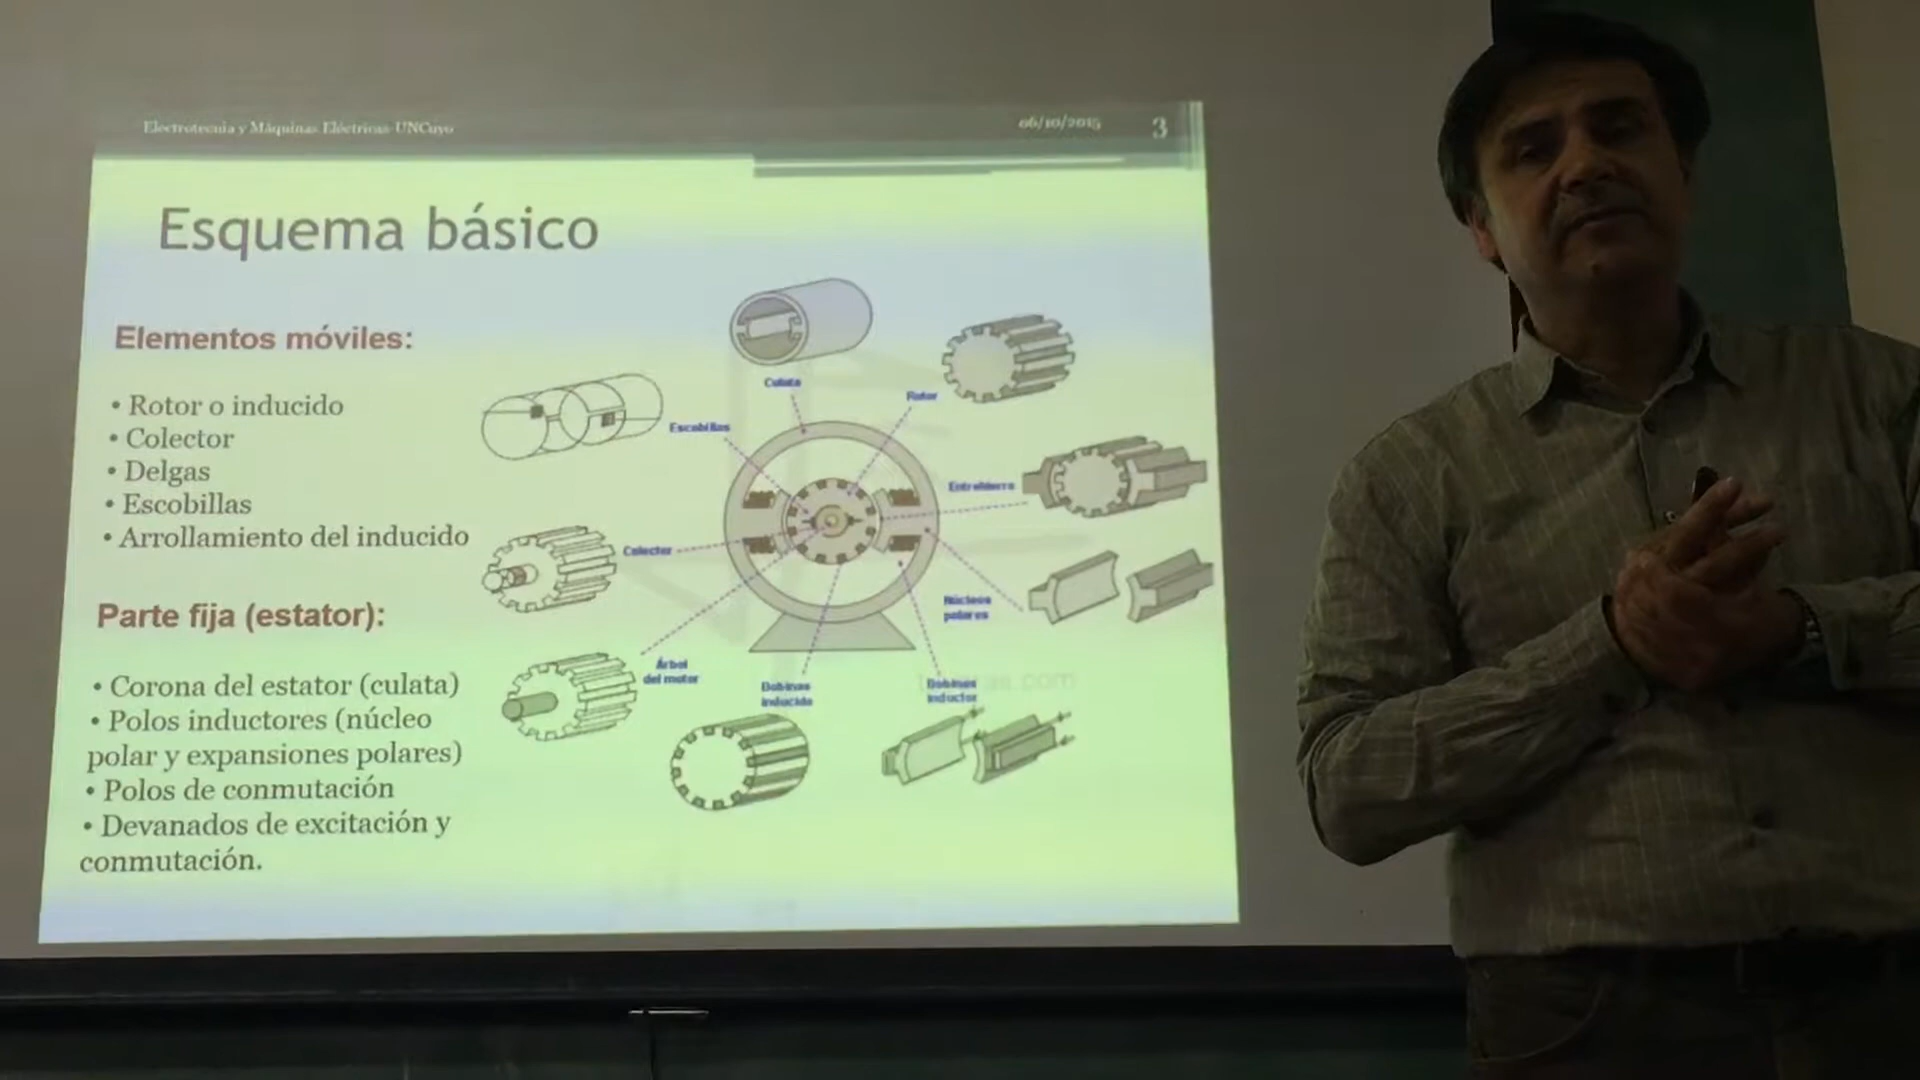 Electrotecnia y Máquinas Eléctricas-UNCuyo
06/10/2015
3
Esquema básico
Elementos móviles:
• Rotor o inducido
• Colector
• Delgas
• Escobillas
• Arrollamiento del inducido
Parte fija (estator):
• Corona del estator (culata)
• Polos inductores (núcleo
polar y expansiones polares)
• Polos de conmutación
• Devanados de excitación y
conmutación.
Culata
Rotor
Escobillas
Entrehierro
Colector
Núcleos
polares
Árbol
del motor
Bobinas
inducido
Bobinas
inductor